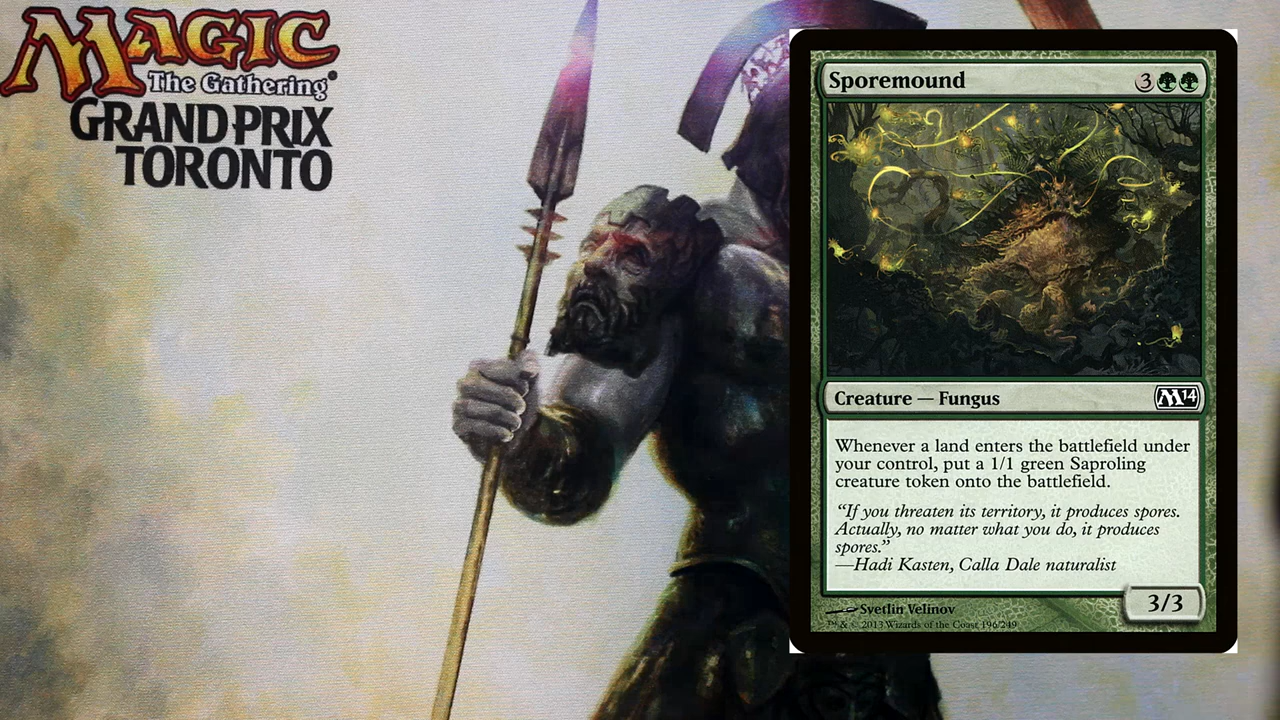 MAGIC
The Gathering®
GRAND PRIX
TORONTO
Sporemound
3
Creature — Fungus
M14
Whenever a land enters the battlefield under
your control, put a 1/1 green Saproling
creature token onto the battlefield.
“If you threaten its territory, it produces spores.
Actually, no matter what you do, it produces
spores.”
—Hadi Kasten, Calla Dale naturalist
3/3
Svetlin Velinov
™ & © 2013 Wizards of the Coast 196/249